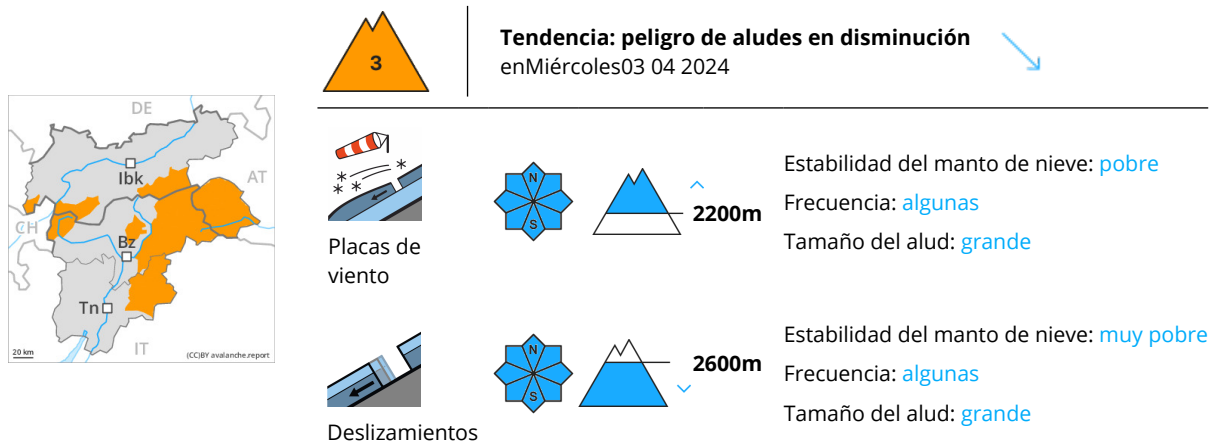 3
Tendencia: peligro de aludes en disminución
enMiércoles03 04 2024
DE
Ibk
AT
CH
Bz
Tn
IT
20 km
(CC)BY avalanche.report
N
S
2200m
Placas de
viento
Estabilidad del manto de nieve: pobre
Frecuencia: algunas
Tamaño del alud: grande
N
S
2600m
Deslizamientos
Estabilidad del manto de nieve: muy pobre
Frecuencia: algunas
Tamaño del alud: grande